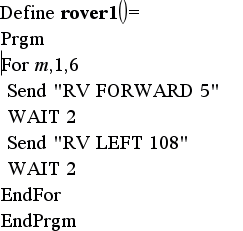 Define rover1()=
Prgm
For m,1,6
Send "RV FORWARD 5"
WAIT 2
Send "RV LEFT 108"
WAIT 2
EndFor
EndPrgm